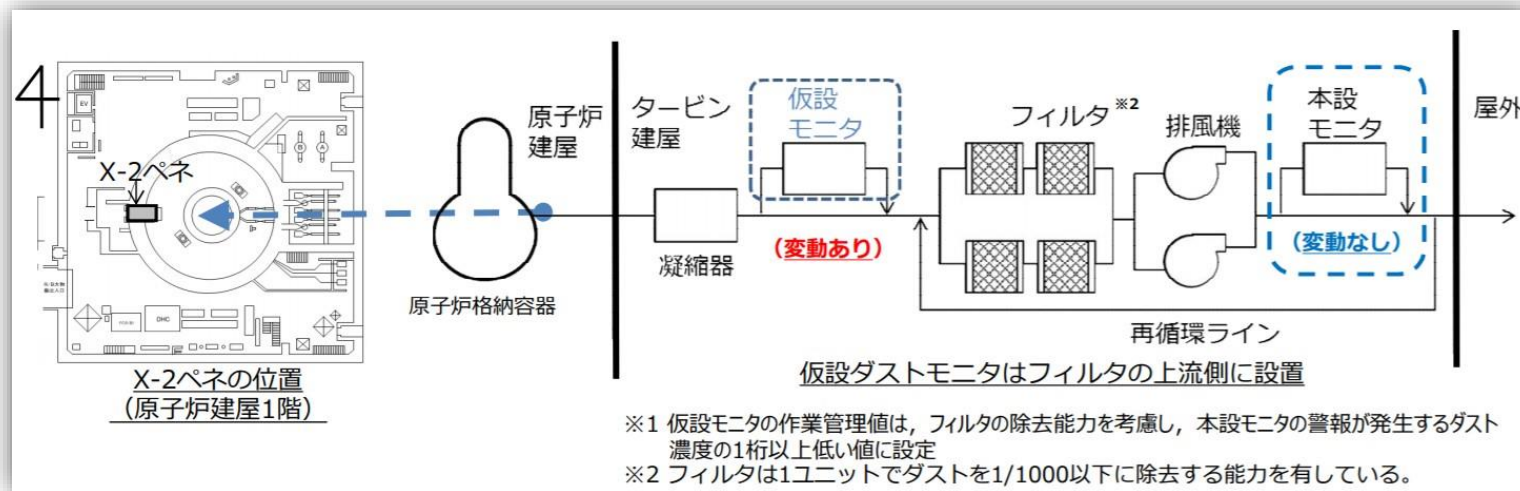 4
EV
X-2ペネ
B
A
DHC
X-2ペネの位置
(原子炉建屋1階)
原子炉
建屋
原子炉格納容器
タービン
建屋
凝縮器
仮設
モニタ
(変動あり)
フィルタ※2
排風機
本設
モニタ
(変動なし)
屋外
再循環ライン
仮設ダストモニタはフィルタの上流側に設置
※1 仮設モニタの作業管理値は，フィルタの除去能力を考慮し，本設モニタの警報が発生するダスト
濃度の1桁以上低い値に設定
※2 フィルタは1ユニットでダストを1/1000以下に除去する能力を有している。